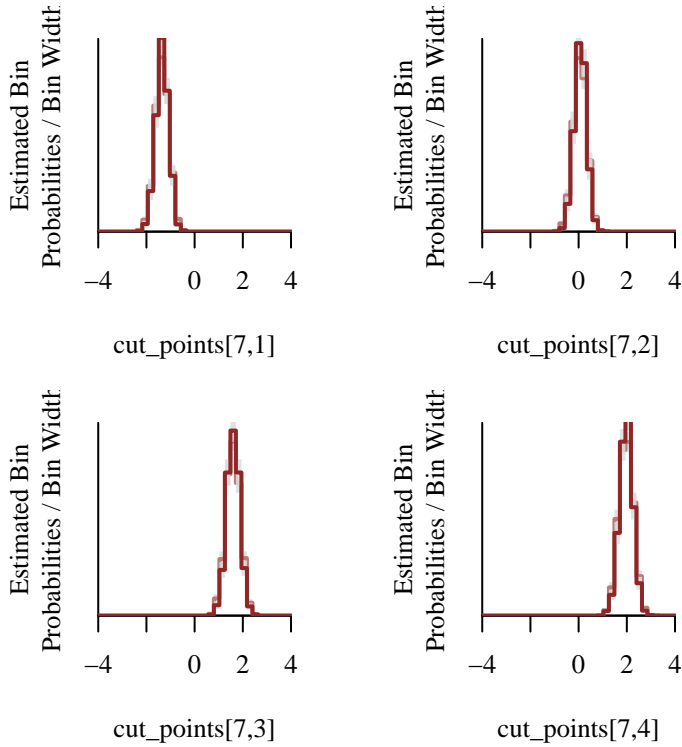 Estimated Bin
Probabilities / Bin Width
−4 0 2 4
cut_points[7,1]
Estimated Bin
Probabilities / Bin Width
−4 0 2 4
cut_points[7,2]
Estimated Bin
Probabilities / Bin Width
−4 0 2 4
cut_points[7,3]
Estimated Bin
Probabilities / Bin Width
−4 0 2 4
cut_points[7,4]